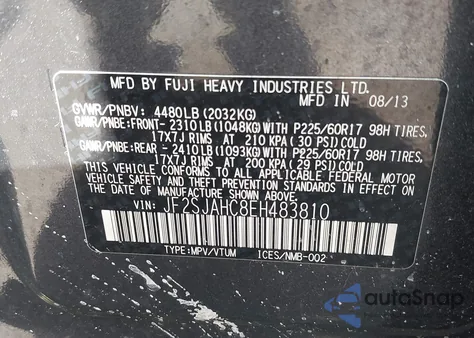 MFD BY FUJI HEAVY INDUSTRIES LTD.
08/13
GVWR/PNBV: 4480LB(2032KG)
GAWR/PNBE:FRONT-2310LB(1048KG)WITH P225/60R17 98H TIRES,
17X7J RIMS AT 210 KPA (30 PSI)COLD
GAWR/PNBE:REAR - 2410LB(1093KG)WITH P225/60R17 98H TIRES,
17X7J RIMS AT 200 KPA (29 PSI)COLD
THIS VEHICLE CONFORMS TO ALL APPLICABLE FEDERAL MOTOR
VEHICLE SAFETY AND THEFT PREVENTION STANDARDS IN EFFECT
ON THE DATE OF MANUFACTURE SHOWN ABOVE.
VIN: JF2SJAHC8EH483810
TYPE:MPV/VTUM ICES/NMB-002
autoSnap